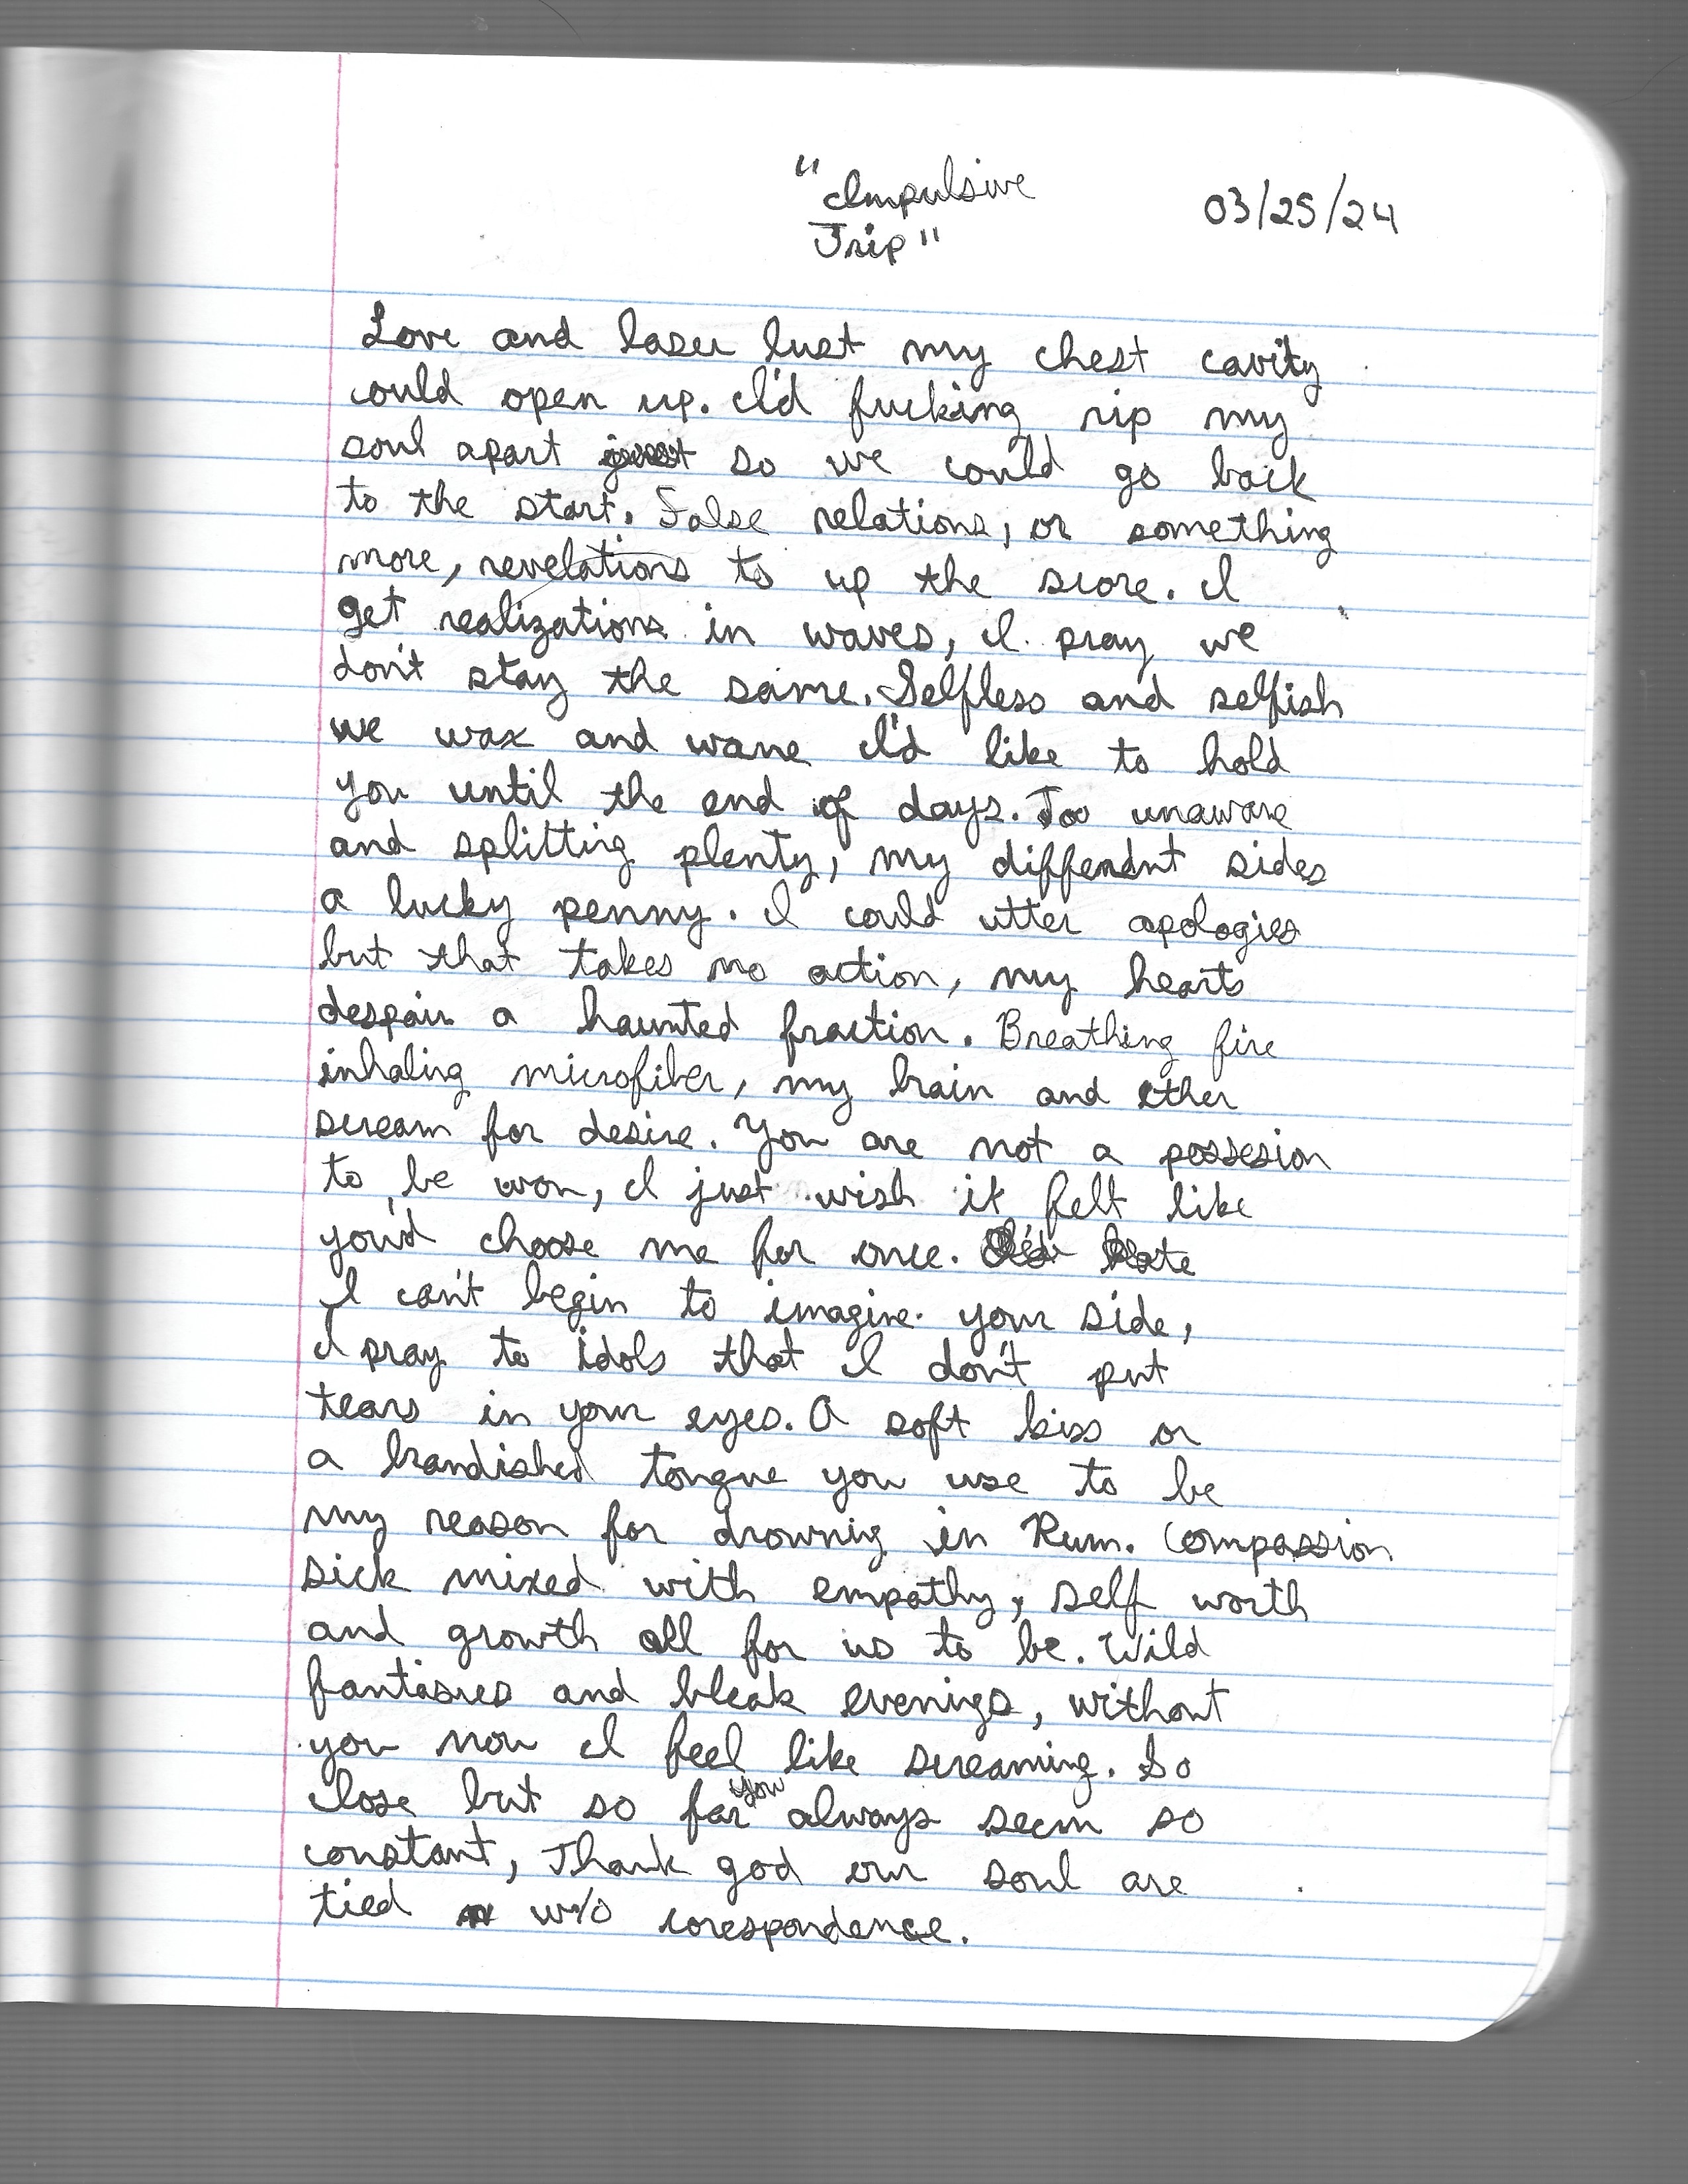 "Impulsive
Trip"
03/25/24
Love and laser lust my chest cavity
could open up. I'd fucking rip my
soul apart just so we could go back
to the start. False relations, or something
more, revelations to up the score. I
get realizations in waves, I pray we
don't stay the same. Selfless and selfish
we wax and wane I'd like to hold
you until the end of days. Too unaware
and splitting plenty, my different sides
a lucky penny. I could utter apologies
but that takes no action, my hearts
despair a haunted fraction. Breathing fire
inhaling microfiber, my brain and ether
scream for desire. You are not a possesion
to be won, I just wish it felt like
you'd choose me for once.
I can't begin to imagine your side,
I pray to idols that I don't put
tears in your eyes. A soft kiss or
a brandished tongue you use to be
my reason for drowning in Rum. Compassion
sick mixed with empathy, self worth
and growth all for us to be. Wild
fantasies and bleak evenings, without
you now I feel like screaming. So
close but so far you always seem so
constant, Thank god our soul are
tied w/o corespondence.